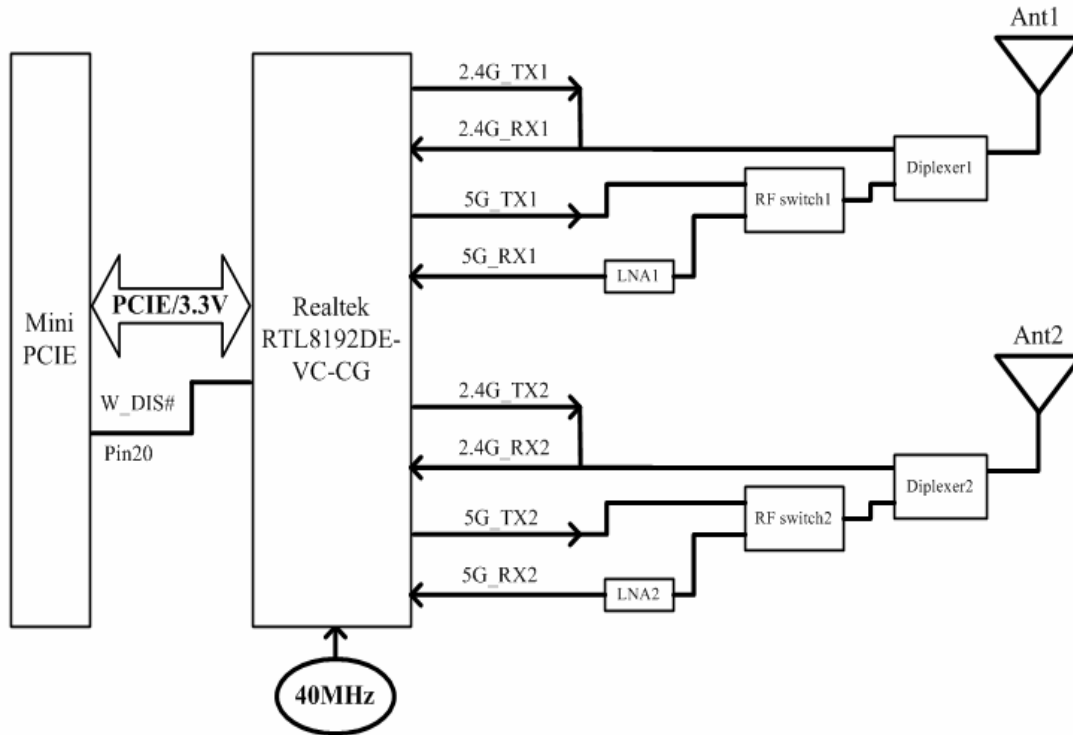 Ant1
2.4G_TX1
2.4G_RX1
Diplexer1
RF switch1
5G_TX1
5G_RX1
LNA1
PCIE/3.3V
Mini
PCIE
Realtek
RTL8192DE-
VC-CG
W_DIS#
Pin20
Ant2
2.4G_TX2
2.4G_RX2
Diplexer2
RF switch2
5G_TX2
5G_RX2
LNA2
40MHz